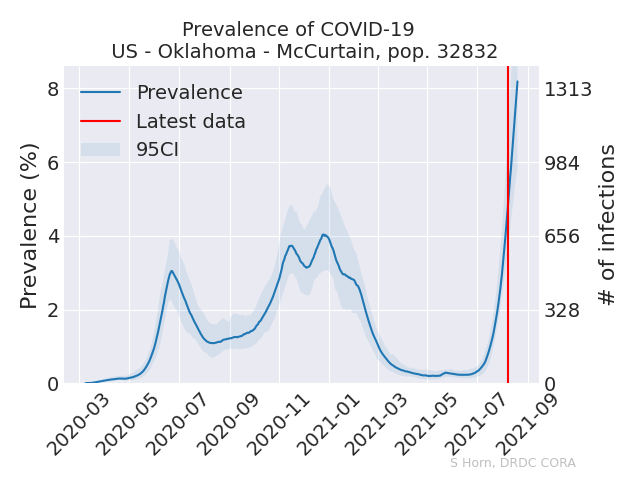 Prevalence of COVID-19
US - Oklahoma - McCurtain, pop. 32832
Prevalence
Latest data
95CI
Prevalence (%)
8
6
4
2
0
# of infections
1313
984
656
328
0
2020-03
2020-05
2020-07
2020-09
2020-11
2021-01
2021-03
2021-05
2021-07
2021-09
S Horn, DRDC CORA